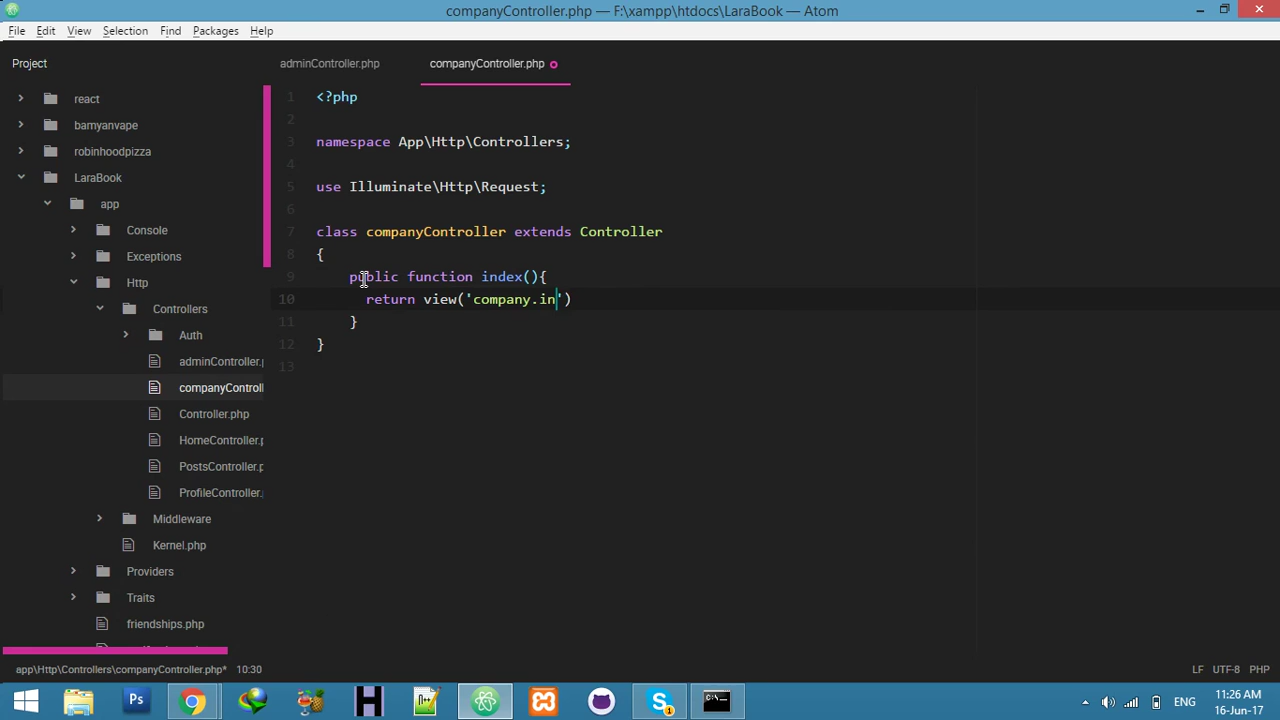 companyController.php — F:\xampp\htdocs\LaraBook — Atom
File Edit View Selection Find Packages Help
Project
adminController.php companyController.php
react
bamyanvape
robinhoodpizza
LaraBook
app
Console
Exceptions
Http
Controllers
Auth
adminController.p
companyControll
Controller.php
HomeController.p
PostsController.p
ProfileController.
Middleware
Kernel.php
Providers
Traits
friendships.php
1 <?php
2
3 namespace App\Http\Controllers;
4
5 use Illuminate\Http\Request;
6
7 class companyController extends Controller
8 {
9 public function index(){
10 return view('company.in')
11 }
12 }
13
app\Http\Controllers\companyController.php* 10:30 LF UTF-8 PHP
Ps
H
S 1
C:\
ENG
11:26 AM
16-Jun-17